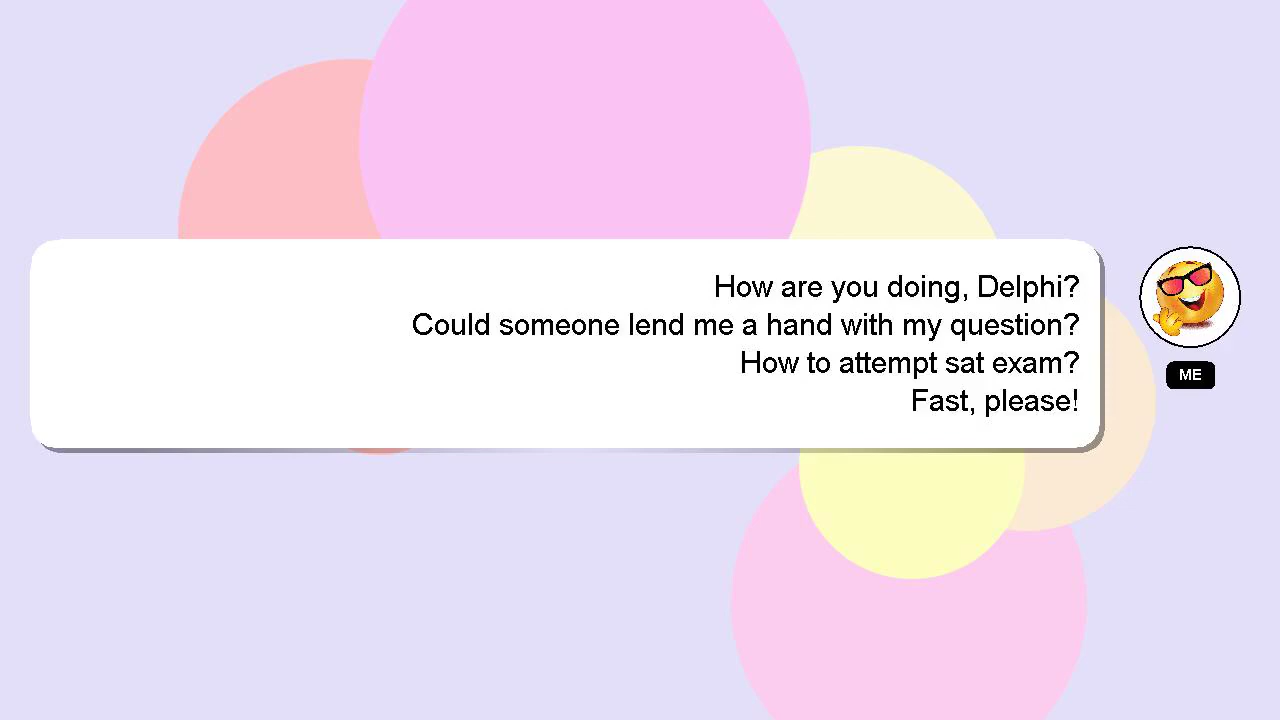 How are you doing, Delphi?
Could someone lend me a hand with my question?
How to attempt sat exam?
Fast, please!
ME